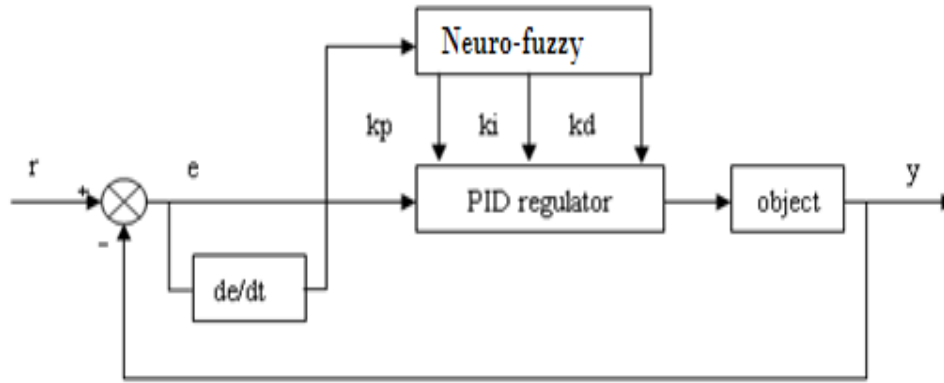 Neuro-fuzzy
kp ki kd
r + e PID regulator object y
-
de/dt